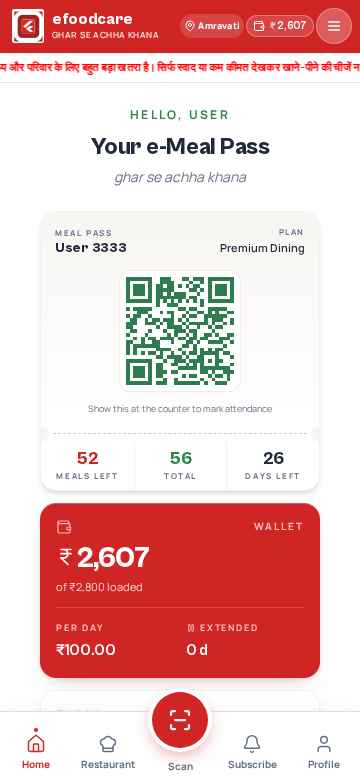 efoodcare
GHAR SE ACHHA KHANA
Amravati
₹ 2,607
और परिवार के लिए बहुत बड़ा खतरा है | सिर्फ स्वाद या कम कीमत देखकर खाने-पीने की चीजें
HELLO, USER
Your e-Meal Pass
ghar se achha khana
MEAL PASS
PLAN
User 3333
Premium Dining
Show this at the counter to mark attendance
52
56
26
MEALS LEFT
TOTAL
DAYS LEFT
WALLET
₹ 2,607
of ₹2,800 loaded
PER DAY
EXTENDED
₹100.00
0 d
Home
Restaurant
Scan
Subscribe
Profile